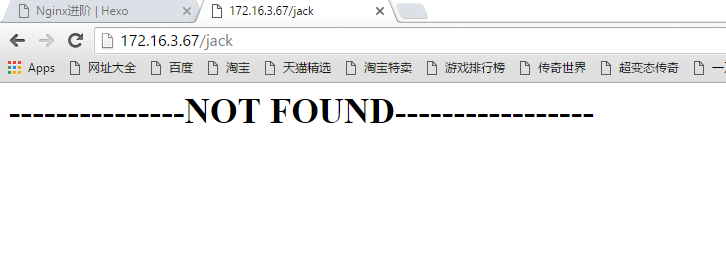 Nginx进阶 | Hexo
172.16.3.67/jack
172.16.3.67/jack
Apps 网址大全 百度 淘宝 天猫精选 淘宝特卖 游戏排行榜 传奇世界 超变态传奇
---------------NOT FOUND-----------------